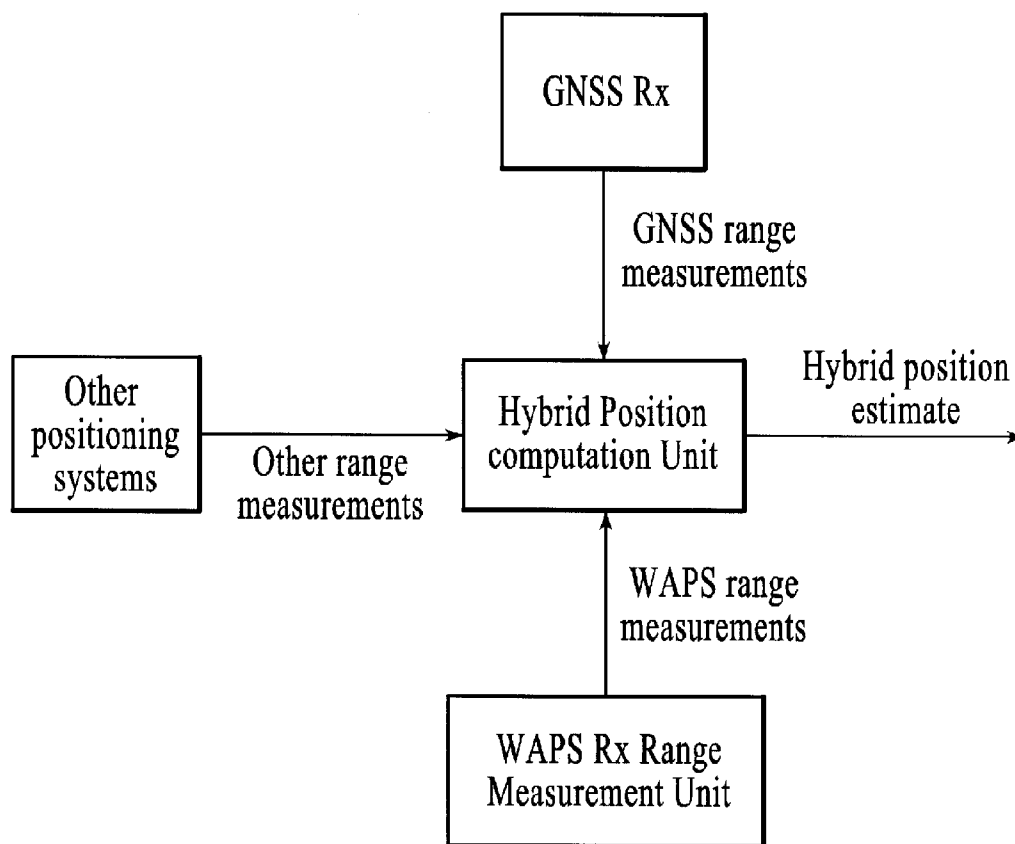 GNSS Rx
GNSS range
measurements
Other
positioning
systems
Other range
measurements
Hybrid Position
computation Unit
Hybrid position
estimate
WAPS range
measurements
WAPS Rx Range
Measurement Unit